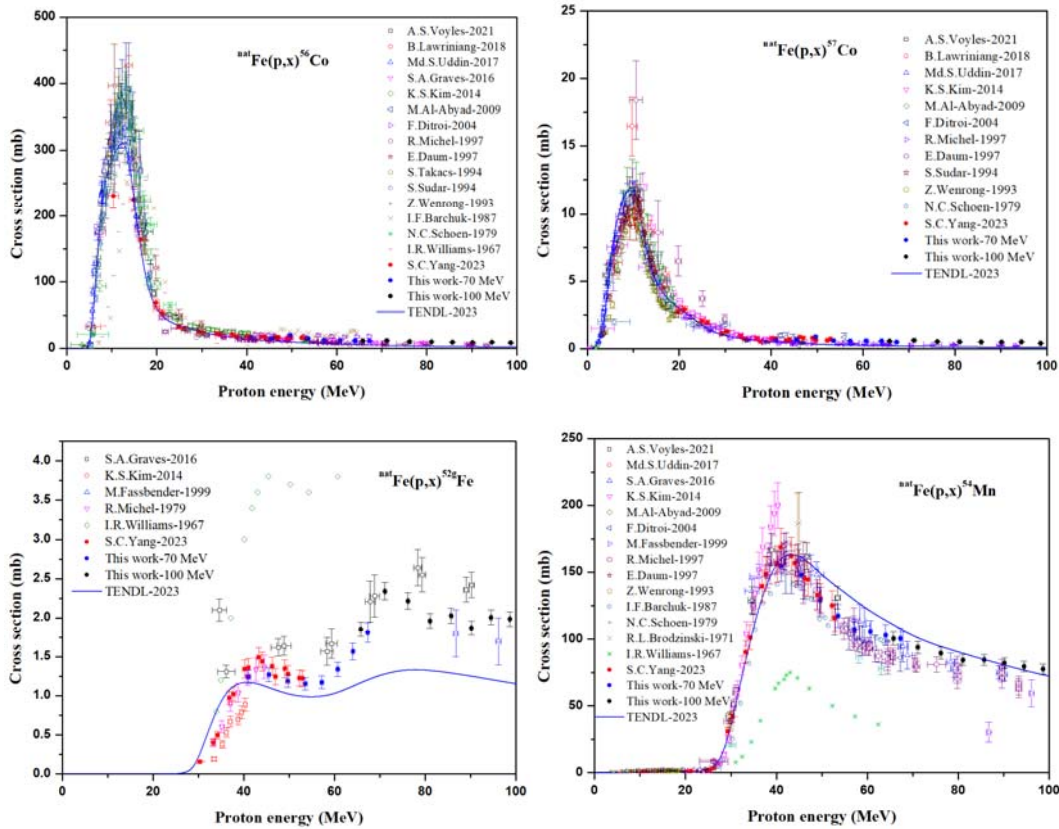 500
400
300
200
100
0
Cross section (mb)
natFe(p,x)56Co
A.S.Voyles-2021
B.Lawriniang-2018
Md.S.Uddin-2017
S.A.Graves-2016
K.S.Kim-2014
M.Al-Abyad-2009
F.Ditroi-2004
R.Michel-1997
E.Daum-1997
S.Takacs-1994
S.Sudar-1994
Z.Wenrong-1993
I.F.Barchuk-1987
N.C.Schoen-1979
I.R.Williams-1967
S.C.Yang-2023
This work-70 MeV
This work-100 MeV
TENDL-2023
0 20 40 60 80 100
Proton energy (MeV)
25
20
15
10
5
0
Cross section (mb)
natFe(p,x)57Co
A.S.Voyles-2021
B.Lawriniang-2018
Md.S.Uddin-2017
K.S.Kim-2014
M.Al-Abyad-2009
F.Ditroi-2004
R.Michel-1997
E.Daum-1997
S.Sudar-1994
Z.Wenrong-1993
N.C.Schoen-1979
S.C.Yang-2023
This work-70 MeV
This work-100 MeV
TENDL-2023
0 20 40 60 80 100
Proton energy (MeV)
4.0
3.5
3.0
2.5
2.0
1.5
1.0
0.5
0.0
Cross section (mb)
natFe(p,x)52gFe
S.A.Graves-2016
K.S.Kim-2014
M.Fassbender-1999
R.Michel-1979
I.R.Williams-1967
S.C.Yang-2023
This work-70 MeV
This work-100 MeV
TENDL-2023
0 20 40 60 80 100
Proton energy (MeV)
250
200
150
100
50
0
Cross section (mb)
natFe(p,x)54Mn
A.S.Voyles-2021
Md.S.Uddin-2017
S.A.Graves-2016
K.S.Kim-2014
M.Al-Abyad-2009
F.Ditroi-2004
M.Fassbender-1999
R.Michel-1997
E.Daum-1997
Z.Wenrong-1993
I.F.Barchuk-1987
N.C.Schoen-1979
R.L.Brodzinski-1971
I.R.Williams-1967
S.C.Yang-2023
This work-70 MeV
This work-100 MeV
TENDL-2023
0 20 40 60 80 100
Proton energy (MeV)